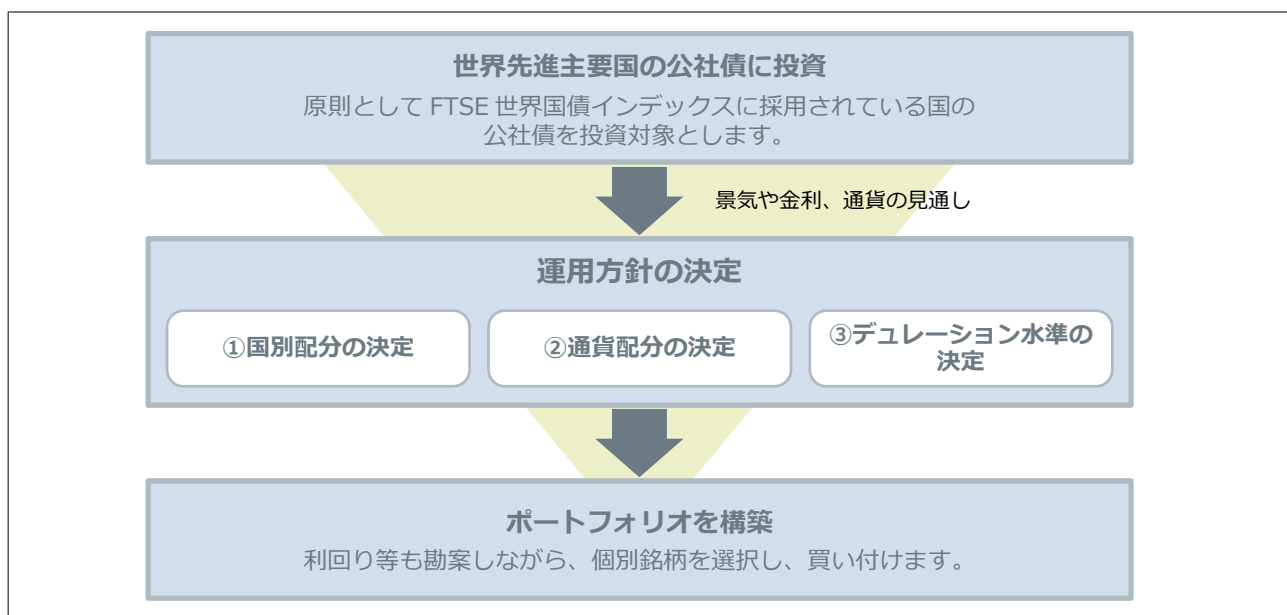 世界先進主要国の公社債に投資
原則として FTSE 世界国債インデックスに採用されている国の
公社債を投資対象とします。
景気や金利、通貨の見通し
運用方針の決定
①国別配分の決定
②通貨配分の決定
③デュレーション水準の
決定
ポートフォリオを構築
利回り等も勘案しながら、個別銘柄を選択し、買い付けます。